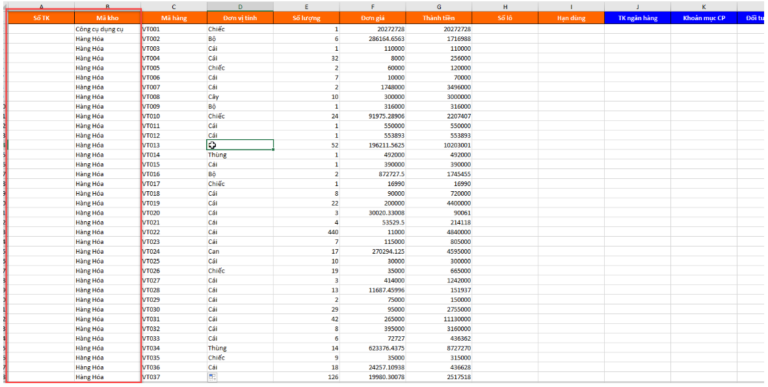 A B C D E F G H I J K
Số TK Mã kho Mã hàng Đơn vị tính Số lượng Đơn giá Thành tiền Số lô Hạn dùng TK ngân hàng Khoản mục CP Đối tư
Công cụ dụng cụ VT001 Chiếc 1 20272728 20272728
Hàng Hóa VT002 Bộ 6 286164.6563 1716988
Hàng Hóa VT003 Cái 1 110000 110000
Hàng Hóa VT004 Cái 32 8000 256000
Hàng Hóa VT005 Chiếc 2 60000 120000
Hàng Hóa VT006 Cái 7 10000 70000
Hàng Hóa VT007 Cái 2 1748000 3496000
Hàng Hóa VT008 Cây 10 300000 3000000
Hàng Hóa VT009 Bộ 1 316000 316000
Hàng Hóa VT010 Chiếc 24 91975.28906 2207407
Hàng Hóa VT011 Cái 1 550000 550000
Hàng Hóa VT012 Cái 1 553893 553893
Hàng Hóa VT013 52 196211.5625 10203001
Hàng Hóa VT014 Thùng 1 492000 492000
Hàng Hóa VT015 Cái 1 390000 390000
Hàng Hóa VT016 Bộ 2 872727.5 1745455
Hàng Hóa VT017 Chiếc 1 16990 16990
Hàng Hóa VT018 Cái 8 90000 720000
Hàng Hóa VT019 Cái 22 200000 4400000
Hàng Hóa VT020 Cái 3 30020.33008 90061
Hàng Hóa VT021 Cái 4 53529.5 214118
Hàng Hóa VT022 Cái 440 11000 4840000
Hàng Hóa VT023 Cái 7 115000 805000
Hàng Hóa VT024 Can 17 270294.125 4595000
Hàng Hóa VT025 Cái 10 30000 300000
Hàng Hóa VT026 Chiếc 19 35000 665000
Hàng Hóa VT027 Cái 3 414000 1242000
Hàng Hóa VT028 Cái 13 11687.45996 151937
Hàng Hóa VT029 Cái 2 75000 150000
Hàng Hóa VT030 Cái 29 95000 2755000
Hàng Hóa VT031 Cái 42 265000 11130000
Hàng Hóa VT032 Cái 8 395000 3160000
Hàng Hóa VT033 Cái 6 72727 436362
Hàng Hóa VT034 Thùng 14 623376.4375 8727270
Hàng Hóa VT035 Chiếc 9 35000 315000
Hàng Hóa VT036 Cái 18 24257.10938 436628
Hàng Hóa VT037 126 19980.30078 2517518